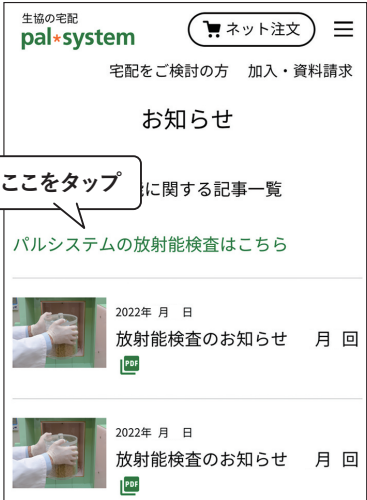 生協の宅配
pal*system
ネット注文
宅配をご検討の方 加入・資料請求
お知らせ
ここをタップ
に関する記事一覧
パルシステムの放射能検査はこちら
2022年 月 日
放射能検査のお知らせ 月 回
PDF
2022年 月 日
放射能検査のお知らせ 月 回
PDF